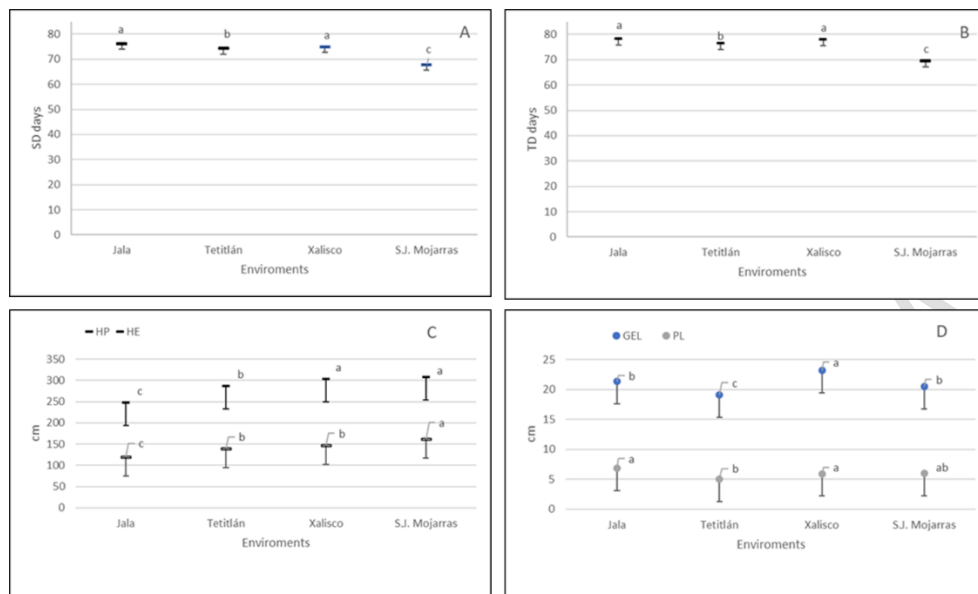 A
80
70
60
50
40
30
20
10
0
SD days
a
b
a
c
Jala Tetitlán Xalisco S.J. Mojarras
Enviroments
B
80
70
60
50
40
30
20
10
0
TD days
a
b
a
c
Jala Tetitlán Xalisco S.J. Mojarras
Enviroments
HP HE
C
350
300
250
200
150
100
50
0
cm
c
b
a
a
c
b
b
a
Jala Tetitlán Xalisco S.J. Mojarras
Enviroments
GEL PL
D
25
20
15
10
5
0
cm
b
c
a
b
a
b
a
ab
Jala Tetitlán Xalisco S.J. Mojarras
Enviroments